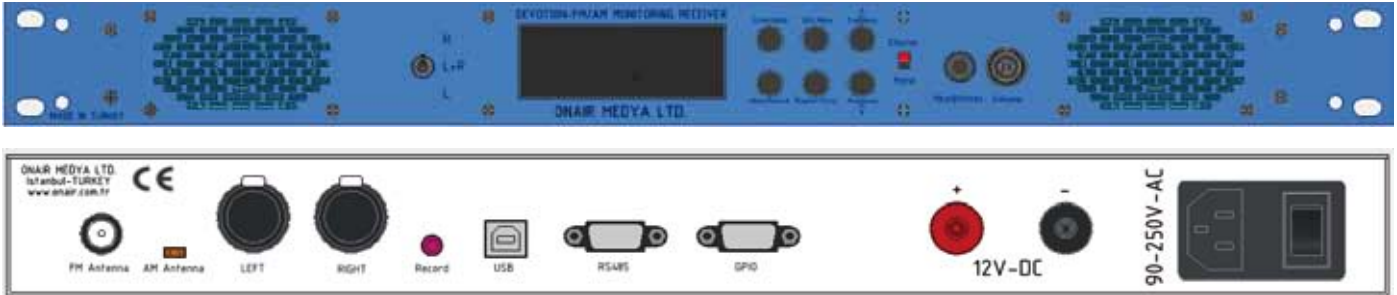 DEVOTION-FM/AM MONITORING RECEIVER
R
L+R
L
Stereo
Mono
Headphones
Volume
MADE IN TURKEY
ONAIR MEDYA LTD.
ONAIR MEDYA LTD.
Istanbul-TURKEY
www.onair.com.tr
CE
FM Antenna
AM Antenna
LEFT
RIGHT
Record
USB
RS485
GPIO
+
-
12V-DC
90-250V-AC